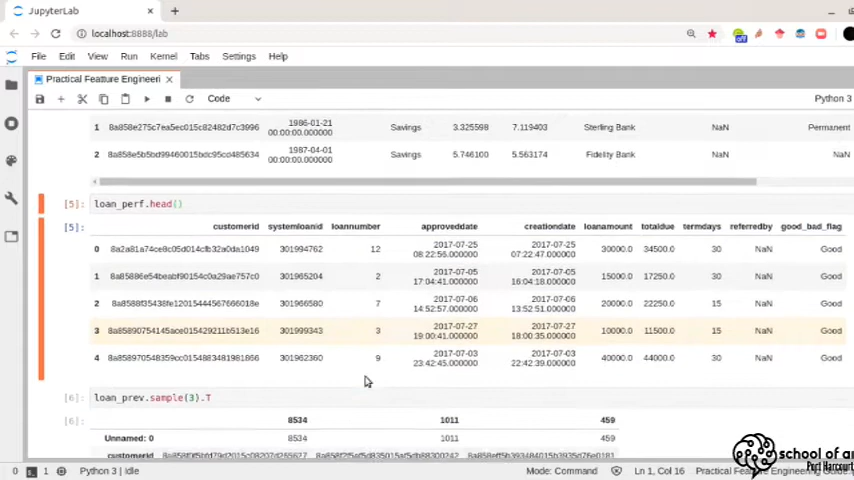 JupyterLab
localhost:8888/lab
File Edit View Run Kernel Tabs Settings Help
Practical Featture Engineeri
Code Python 3
1 8a858e275c7ea5ec015c82482d7c3996 1986-01-21 00:00:00.000000 Savings 3.325598 7.119403 Sterling Bank NaN Permanent
2 8a858e5b5bd99460015bdc95cd485634 1987-04-01 00:00:00.000000 Savings 5.746100 5.563174 Fidelity Bank NaN NaN
[5]: loan_perf.head()
[5]: customerid systemloanid loannumber approveddate creationdate loanamount totaldue termdays referredby good_bad_flag
0 8a2a81a74ce8c05d014cfb32a0da1049 301994762 12 2017-07-25 08:22:56.000000 2017-07-25 07:22:47.000000 30000.0 34500.0 30 NaN Good
1 8a85886e54beabf90154c0a29ae757c0 301965204 2 2017-07-05 17:04:41.000000 2017-07-05 16:04:18.000000 15000.0 17250.0 30 NaN Good
2 8a8588f35438fe12015444567666018e 301966580 7 2017-07-06 14:52:57.000000 2017-07-06 13:52:51.000000 20000.0 22250.0 15 NaN Good
3 8a85890754145ace015429211b513e16 301999343 3 2017-07-27 19:00:41.000000 2017-07-27 18:00:35.000000 10000.0 11500.0 15 NaN Good
4 8a858970548359cc0154883481981866 301962360 9 2017-07-03 23:42:45.000000 2017-07-03 22:42:39.000000 40000.0 44000.0 30 NaN Good
[6]: loan_prev.sample(3).T
[6]: 8534 1011 459
Unnamed: 0 8534 1011 459
customerid
school of a
Port Harcourt
0 1 Python 3 | Idle Mode: Command Ln 1, Col 16 Practical Featture Engineering Guide